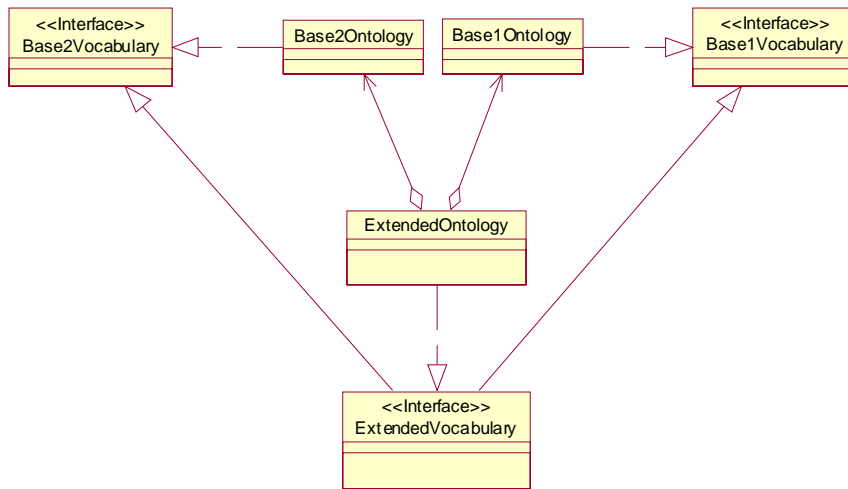 <<Interface>>
Base2Vocabulary
Base2Ontology
Base1Ontology
<<Interface>>
Base1Vocabulary
ExtendedOntology
<<Interface>>
ExtendedVocabulary